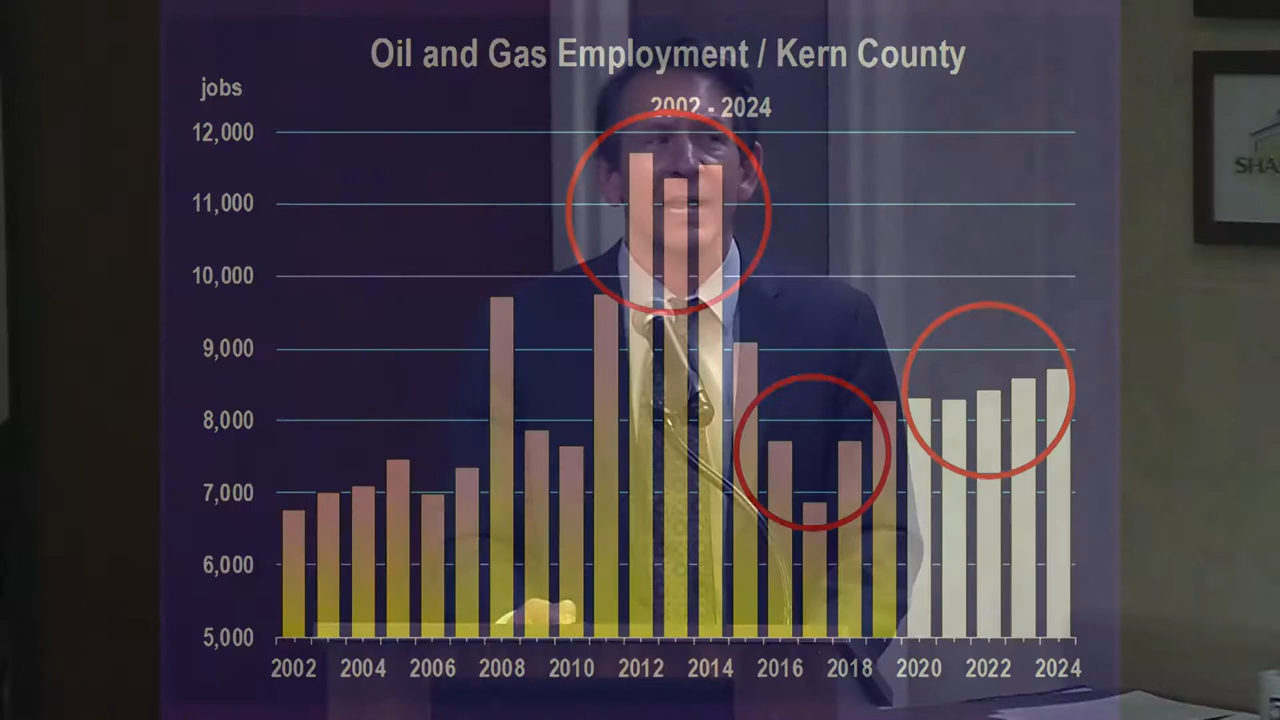 Oil and Gas Employment / Kern County
jobs
2002 - 2024
12,000
11,000
10,000
9,000
8,000
7,000
6,000
5,000
2002 2004 2006 2008 2010 2012 2014 2016 2018 2020 2022 2024